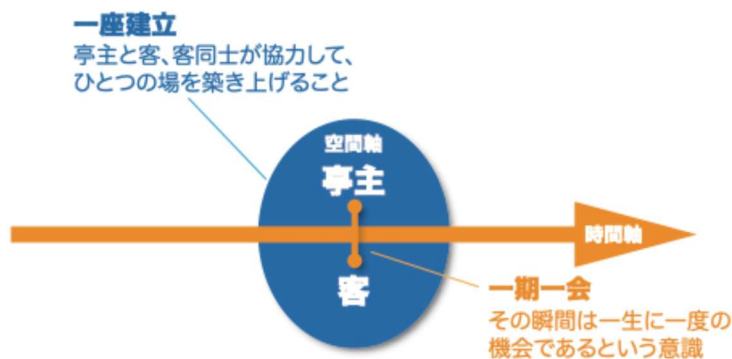 一座建立
亭主と客、客同士が協力して、
ひとつの場を築き上げること
空間軸
亭主
時間軸
客
一期一会
その瞬間は一生に一度の
機会であるという意識